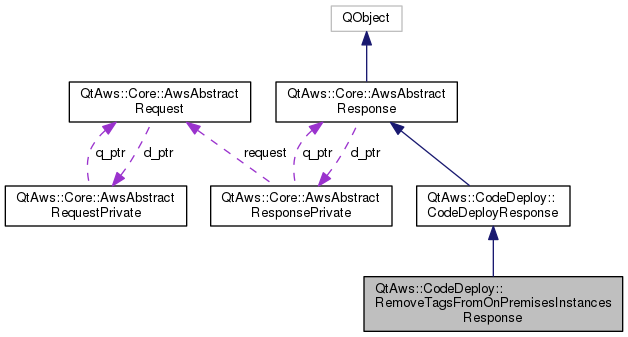 QObject
QtAws::Core::AwsAbstract
Request
QtAws::Core::AwsAbstract
Response
q_ptr
d_ptr
request
q_ptr
d_ptr
QtAws::Core::AwsAbstract
RequestPrivate
QtAws::Core::AwsAbstract
ResponsePrivate
QtAws::CodeDeploy::
CodeDeployResponse
QtAws::CodeDeploy::
RemoveTagsFromOnPremisesInstances
Response